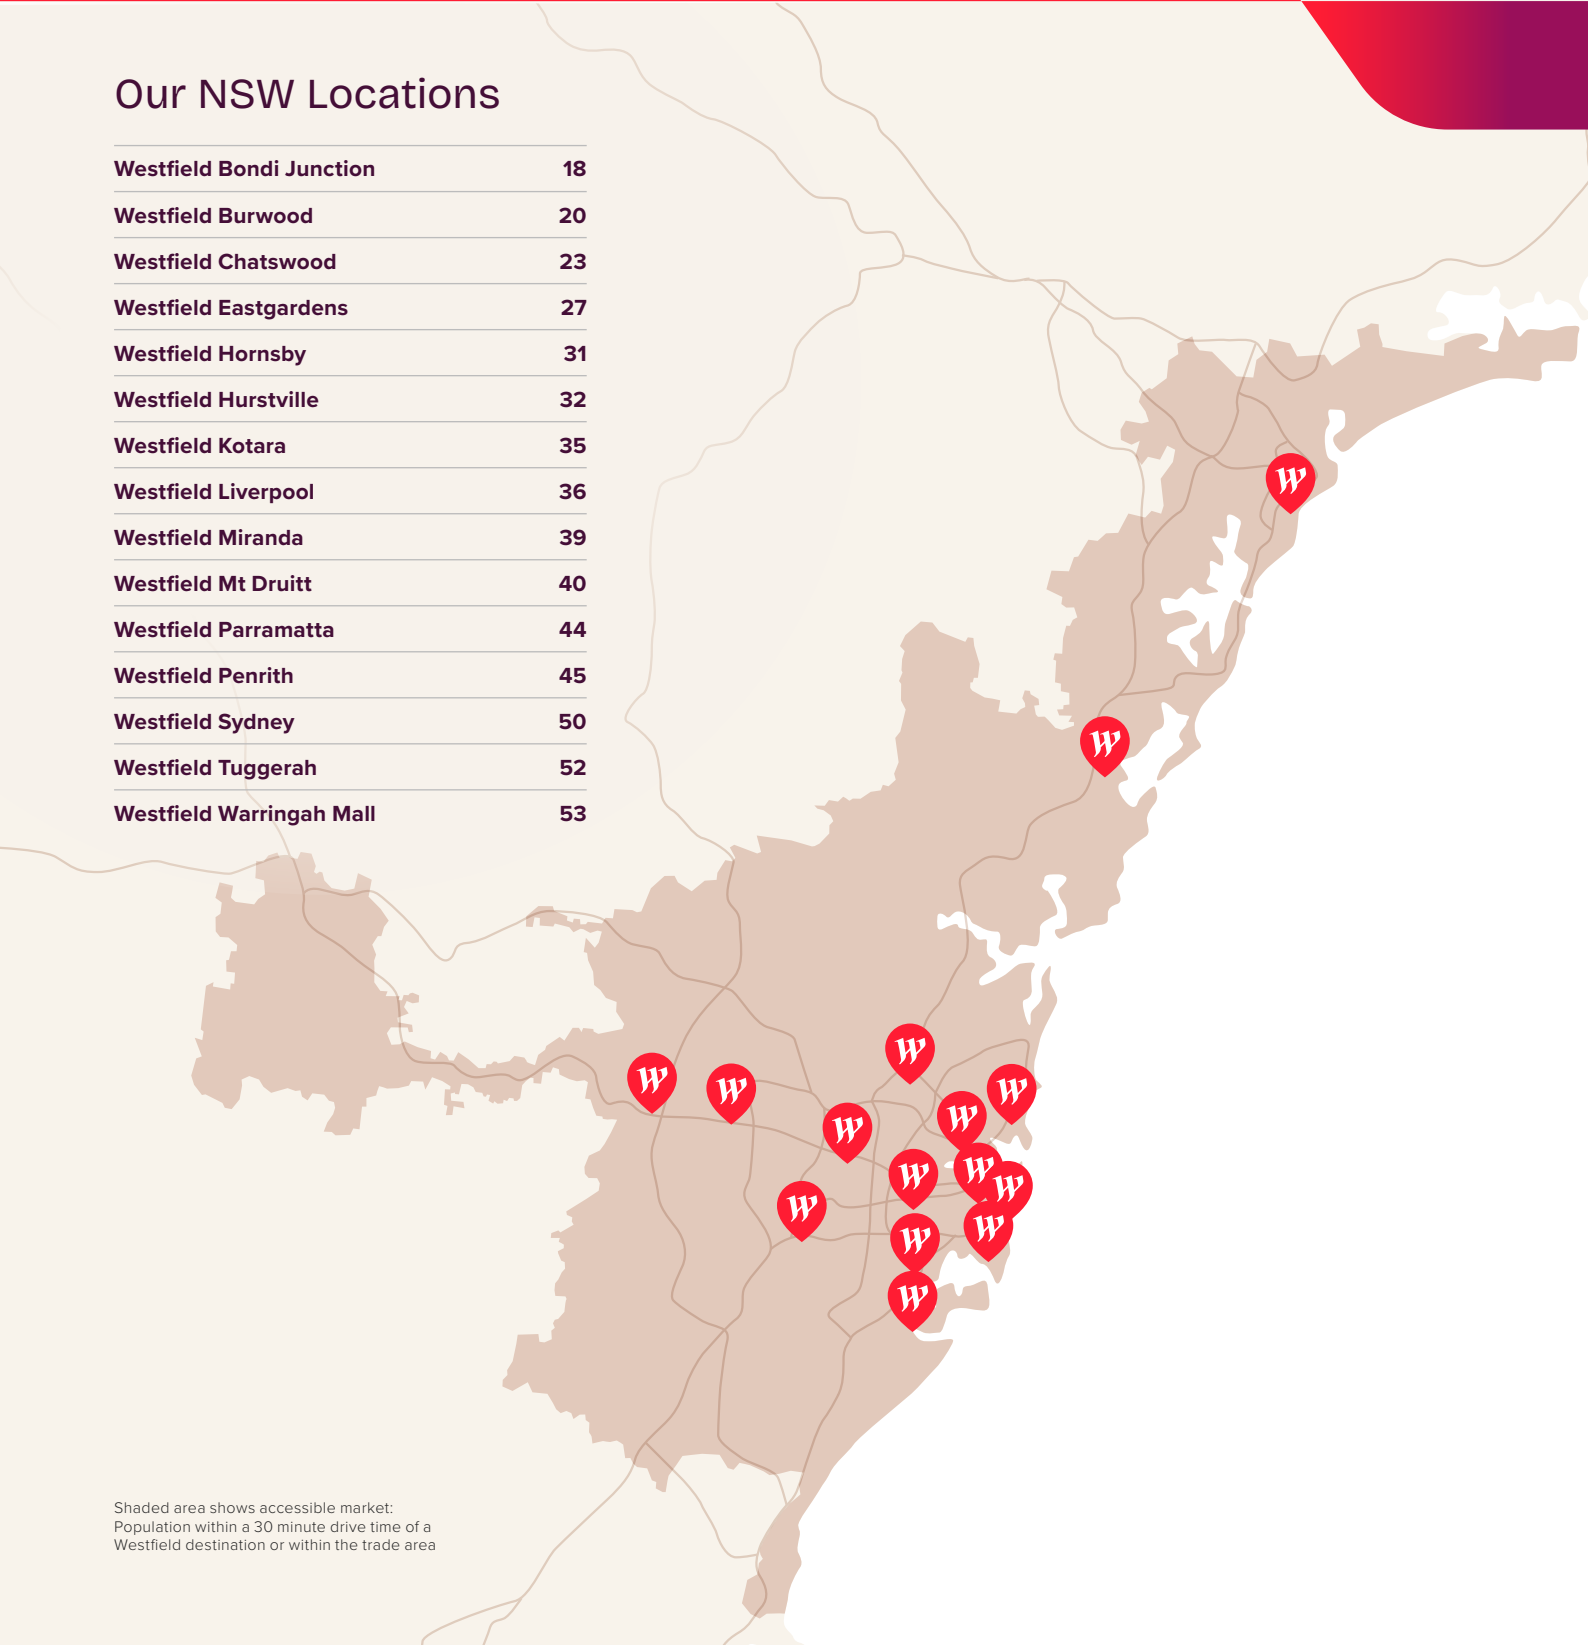 Our NSW Locations
Westfield Bondi Junction 18
Westfield Burwood 20
Westfield Chatswood 23
Westfield Eastgardens 27
Westfield Hornsby 31
Westfield Hurstville 32
Westfield Kotara 35
Westfield Liverpool 36
Westfield Miranda 39
Westfield Mt Druitt 40
Westfield Parramatta 44
Westfield Penrith 45
Westfield Sydney 50
Westfield Tuggerah 52
Westfield Warringah Mall 53
Shaded area shows accessible market:
Population within a 30 minute drive time of a
Westfield destination or within the trade area